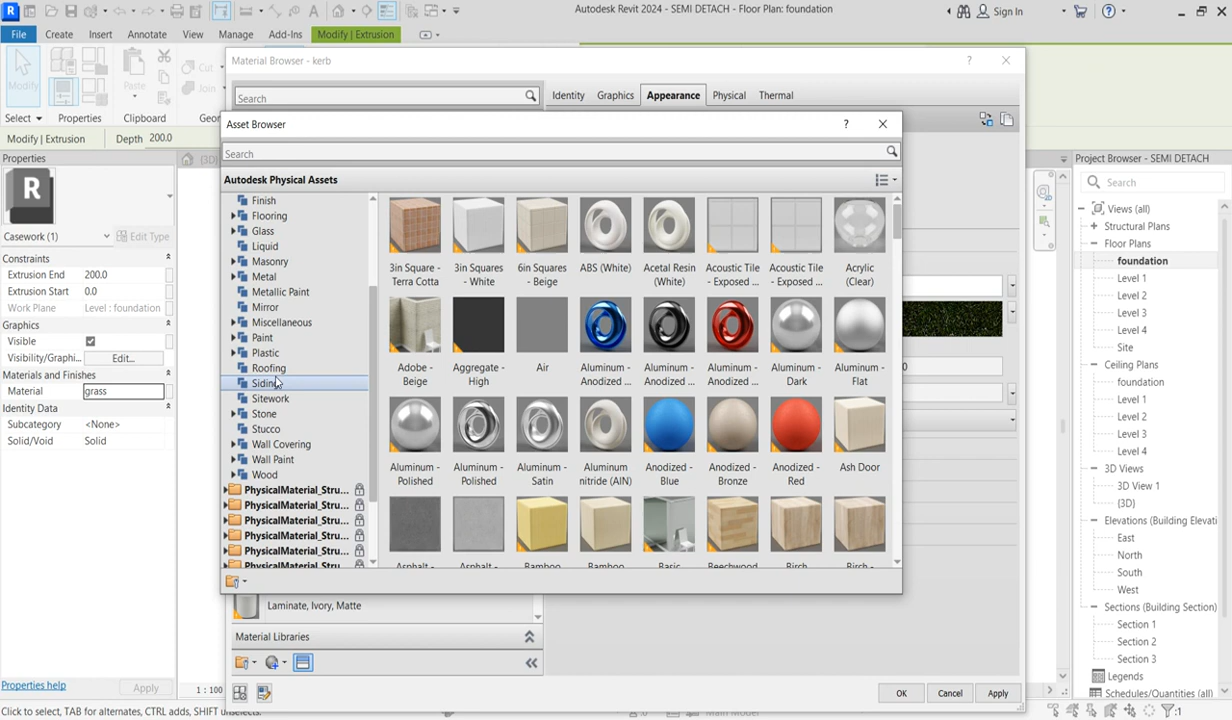 Autodesk Revit 2024 - SEMI DETACH - Floor Plan: foundation
Sign In
File
Create
Insert
Annotate
View
Manage
Add-Ins
Modify | Extrusion
Modify
Paste
Cut
Join
Select
Properties
Clipboard
Modify | Extrusion
Depth 200.0
Properties
Casework (1)
Edit Type
Constraints
Extrusion End 200.0
Extrusion Start 0.0
Work Plane Level : foundation
Graphics
Visible
Visibility/Graphi... Edit...
Materials and Finishes
Material grass
Identity Data
Subcategory <None>
Solid/Void Solid
Properties help
Apply
Click to select, TAB for alternates, CTRL adds, SHIFT unselects.
1 : 100
Material Browser - kerb
Search
Identity
Graphics
Appearance
Physical
Thermal
Asset Browser
Search
Autodesk Physical Assets
Finish
Flooring
Glass
Liquid
Masonry
Metal
Metallic Paint
Mirror
Miscellaneous
Paint
Plastic
Roofing
Siding
Sitework
Stone
Stucco
Wall Covering
Wall Paint
Wood
PhysicalMaterial_Stru...
PhysicalMaterial_Stru...
PhysicalMaterial_Stru...
PhysicalMaterial_Stru...
PhysicalMaterial_Stru...
PhysicalMaterial_Stru...
3in Square - Terra Cotta
3in Squares - White
6in Squares - Beige
ABS (White)
Acetal Resin (White)
Acoustic Tile - Exposed ...
Acoustic Tile - Exposed ...
Acrylic (Clear)
Adobe - Beige
Aggregate - High
Air
Aluminum - Anodized ...
Aluminum - Anodized ...
Aluminum - Anodized ...
Aluminum - Dark
Aluminum - Flat
Aluminum - Polished
Aluminum - Polished
Aluminum - Satin
Aluminum nitride (AlN)
Anodized - Blue
Anodized - Bronze
Anodized - Red
Ash Door
Asphalt -
Asphalt -
Bamboo
Bamboo
Basic
Beechwood
Birch
Birch -
Laminate, Ivory, Matte
Material Libraries
OK
Cancel
Apply
Main Model
:1
Project Browser - SEMI DETACH
Search
Views (all)
Structural Plans
Floor Plans
foundation
Level 1
Level 2
Level 3
Level 4
Site
Ceiling Plans
foundation
Level 1
Level 2
Level 3
Level 4
3D Views
3D View 1
{3D}
Elevations (Building Elevati
East
North
South
West
Sections (Building Section)
Section 1
Section 2
Section 3
Legends
Schedules/Quantities (all)